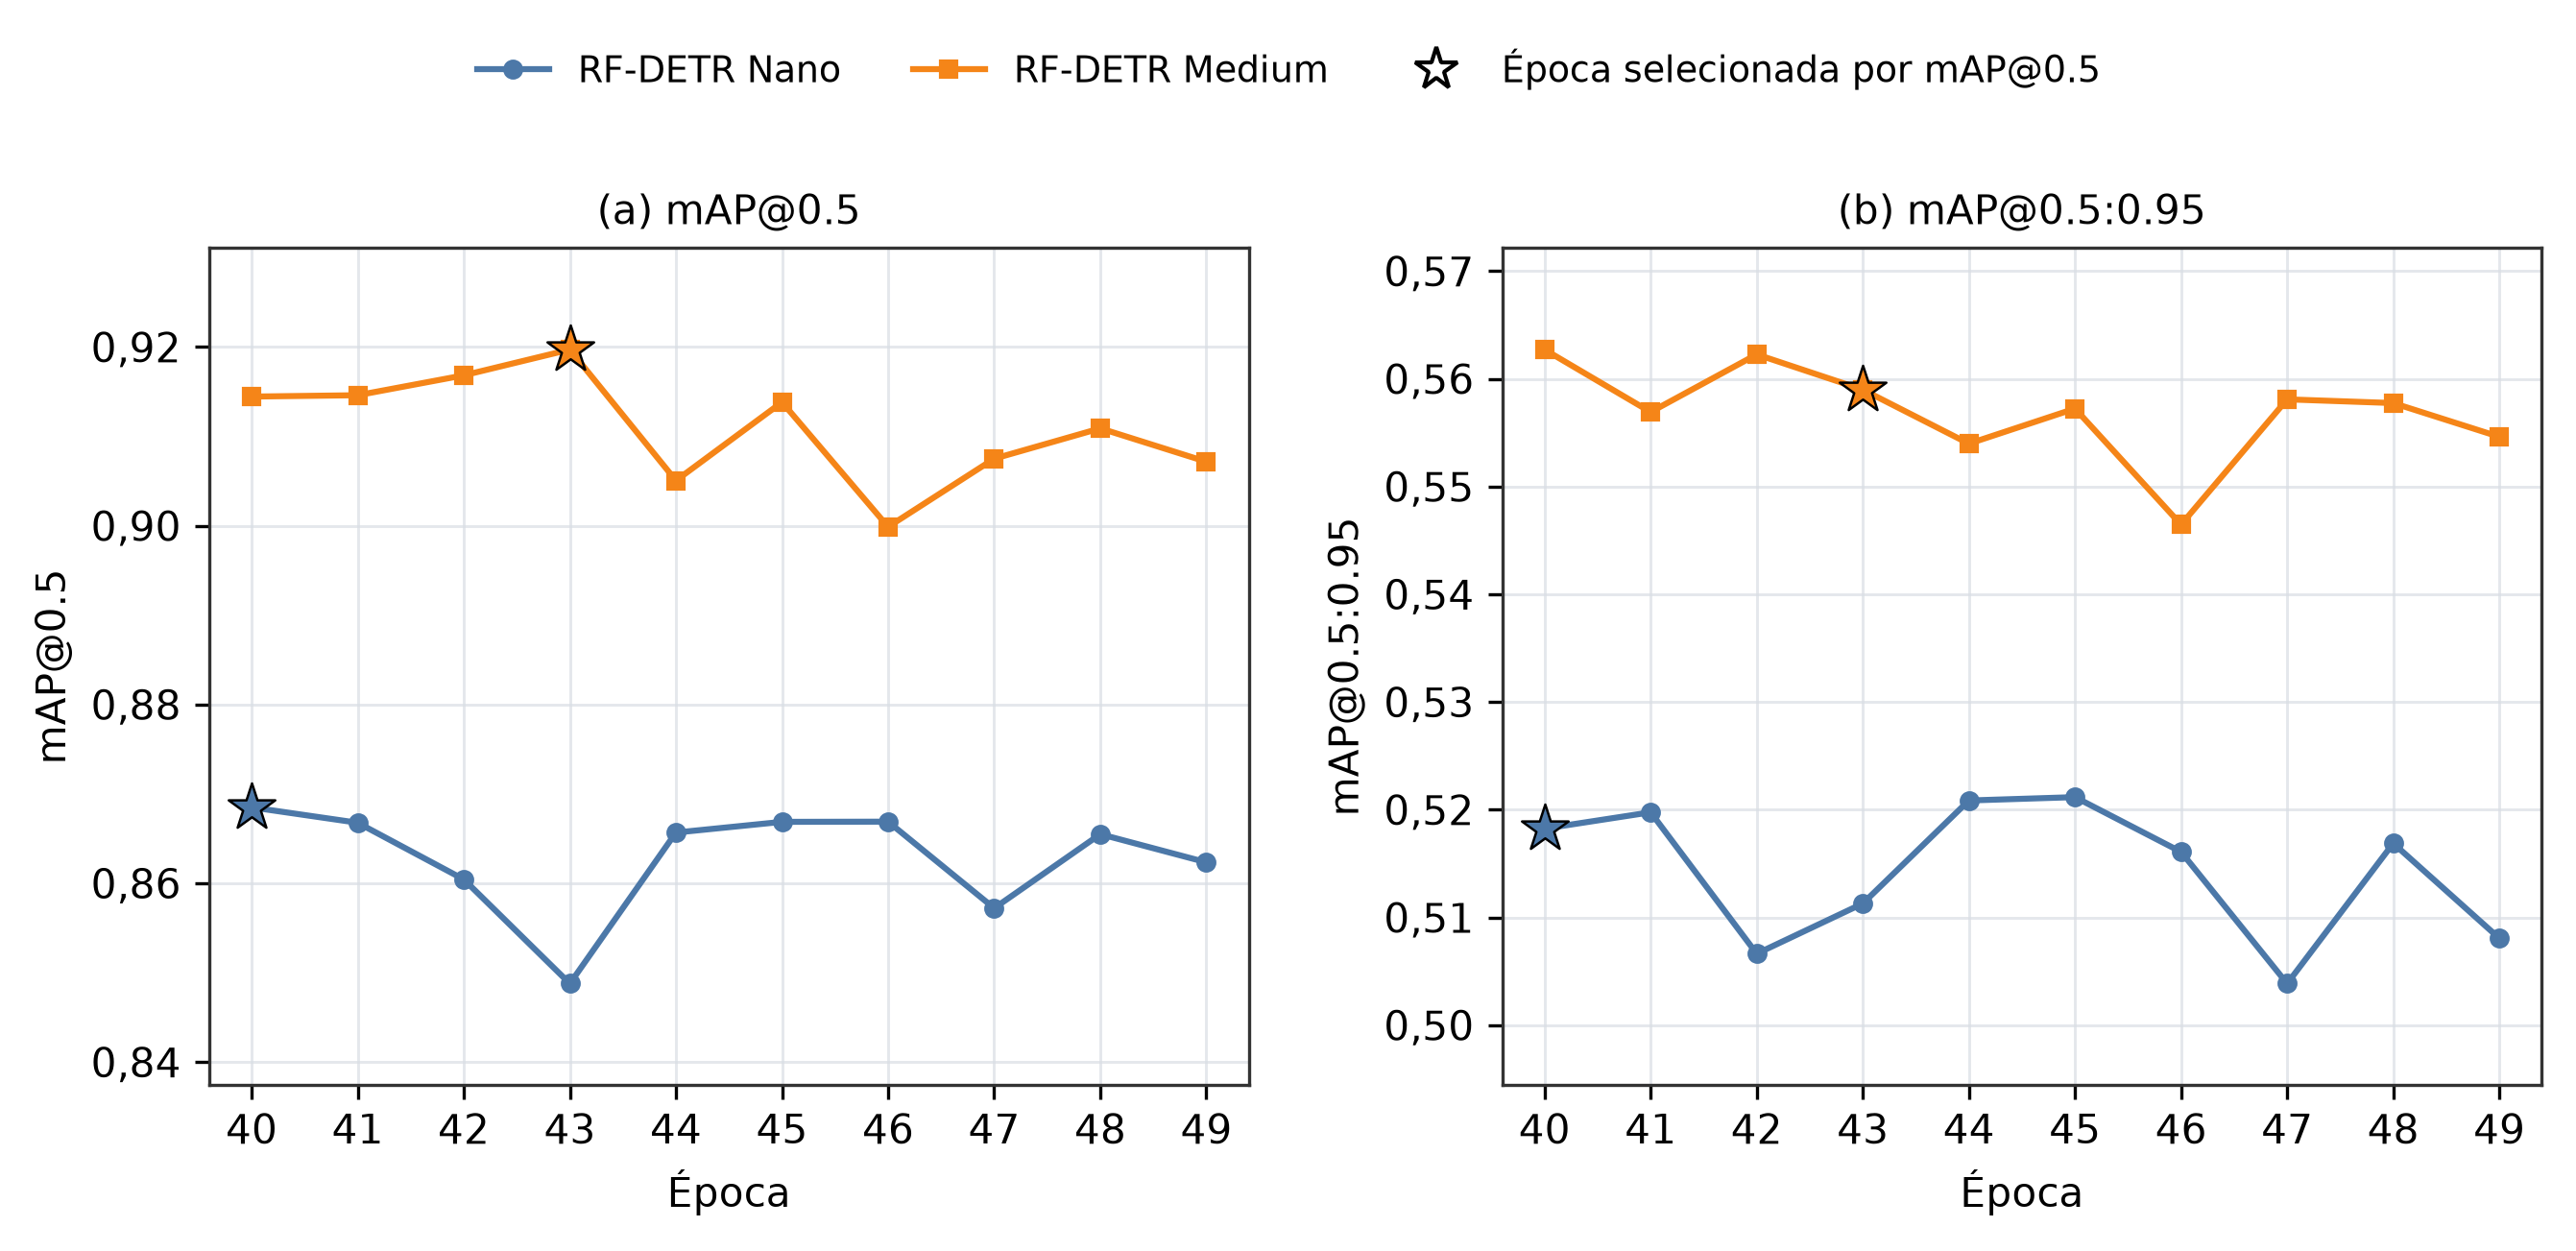 RF-DETR Nano RF-DETR Medium Época selecionada por mAP@0.5
(a) mAP@0.5
mAP@0.5
0,92
0,90
0,88
0,86
0,84
40 41 42 43 44 45 46 47 48 49
Época
(b) mAP@0.5:0.95
mAP@0.5:0.95
0,57
0,56
0,55
0,54
0,53
0,52
0,51
0,50
40 41 42 43 44 45 46 47 48 49
Época